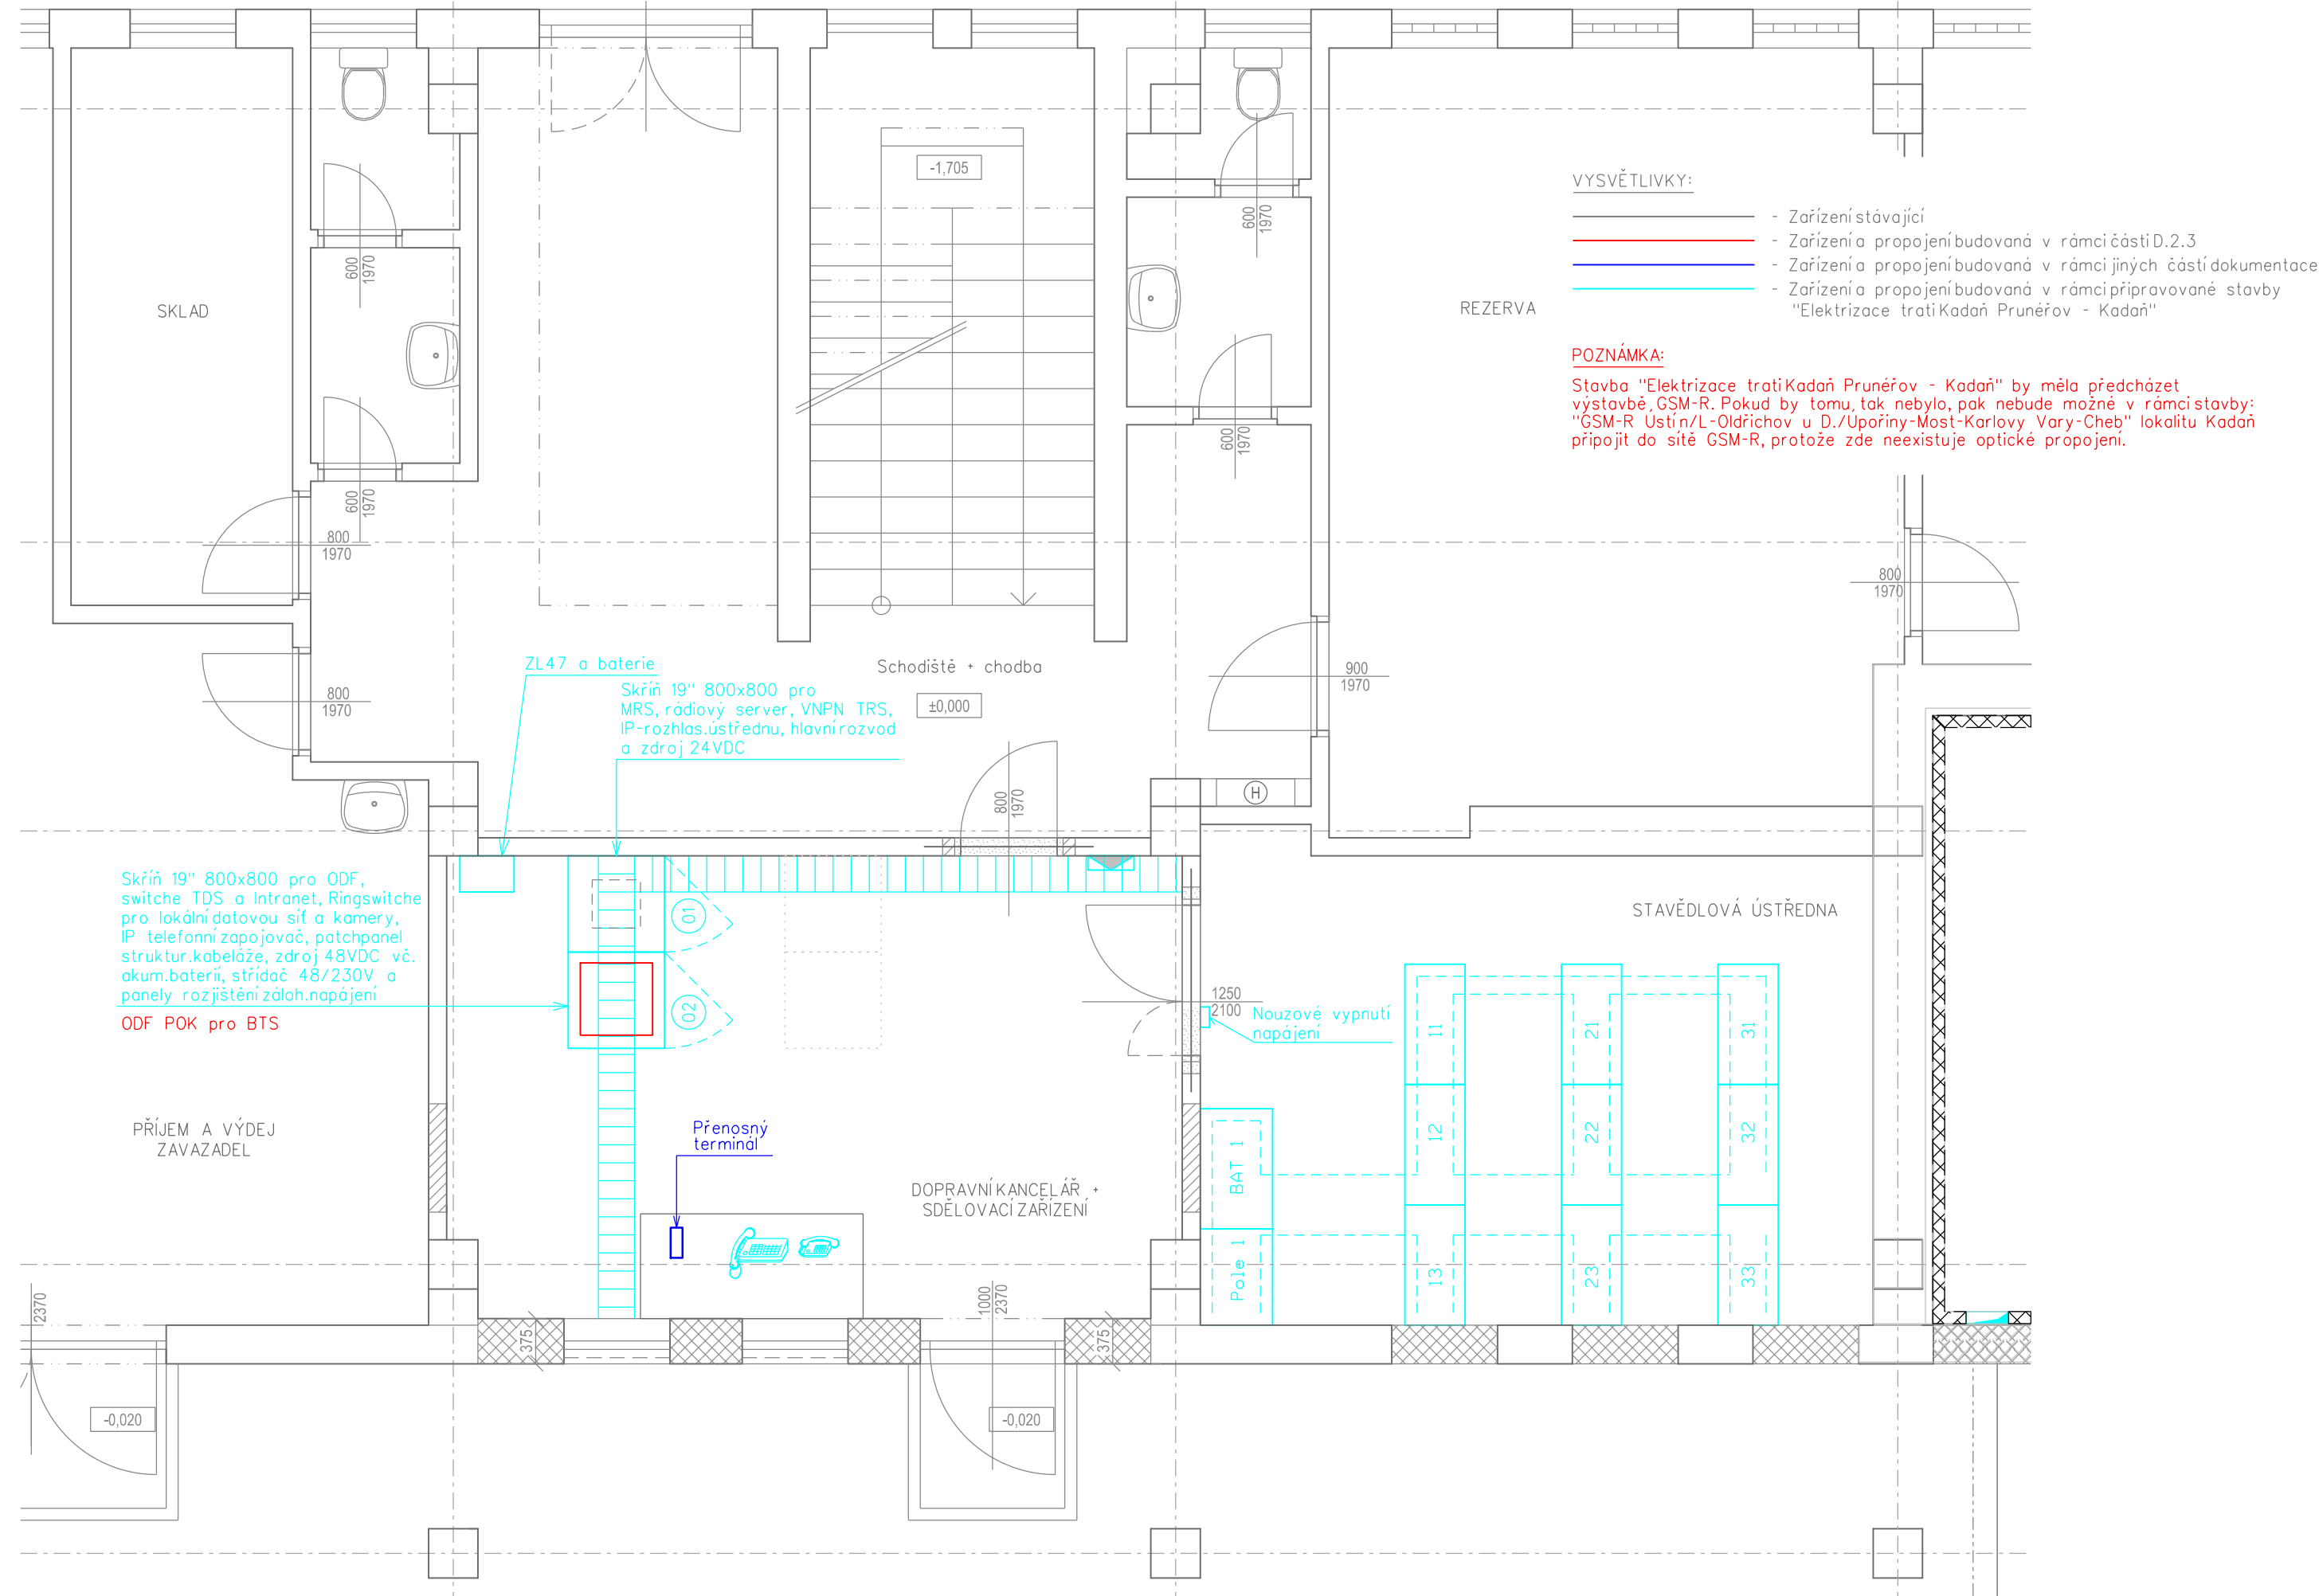 -1,705
VYSVĚTLIVKY:
- Zařízení stávající
- Zařízení a propojení budovaná v rámci části D.2.3
- Zařízení a propojení budovaná v rámci jiných částí dokumentace
- Zařízení a propojení budovaná v rámci připravované stavby
"Elektrizace trati Kadaň Prunéřov - Kadaň"
POZNÁMKA:
Stavba "Elektrizace trati Kadaň Prunéřov - Kadaň" by měla předcházet
výstavbě GSM-R. Pokud by tomu tak nebylo, pak nebude možné v rámci stavby:
"GSM-R Ústí n/L-Oldřichov u D./Úpořiny-Most-Karlovy Vary-Cheb" lokalitu Kadaň
připojit do sítě GSM-R, protože zde neexistuje optické propojení.
SKLAD
REZERVA
600
1970
600
1970
600
1970
600
1970
800
1970
800
1970
800
1970
900
1970
800
1970
Schodiště + chodba
±0,000
H
ZL47 a baterie
Skříň 19" 800x800 pro
MRS, rádiový server, VNPN TRS,
IP-rozhlas.ústřednu, hlavní rozvod
a zdroj 24VDC
Skříň 19" 800x800 pro ODF,
switche TDS a Intranet, Ringswitche
pro lokální datovou síť a kamery,
IP telefonní zapojovač, patchpanel
struktur.kabeláže, zdroj 48VDC vč.
akum.baterií, střídač 48/230V a
panely rozjištění záloh.napájení
ODF POK pro BTS
01
02
STAVĚDLOVÁ ÚSTŘEDNA
1250
2100
Nouzové vypnutí
napájení
11
21
31
12
22
32
13
23
33
BAT 1
Pole 1
PŘÍJEM A VÝDEJ
ZAVAZADEL
Přenosný
terminál
DOPRAVNÍ KANCELÁŘ +
SDĚLOVACÍ ZAŘÍZENÍ
2370
375
1000
2370
375
-0,020
-0,020